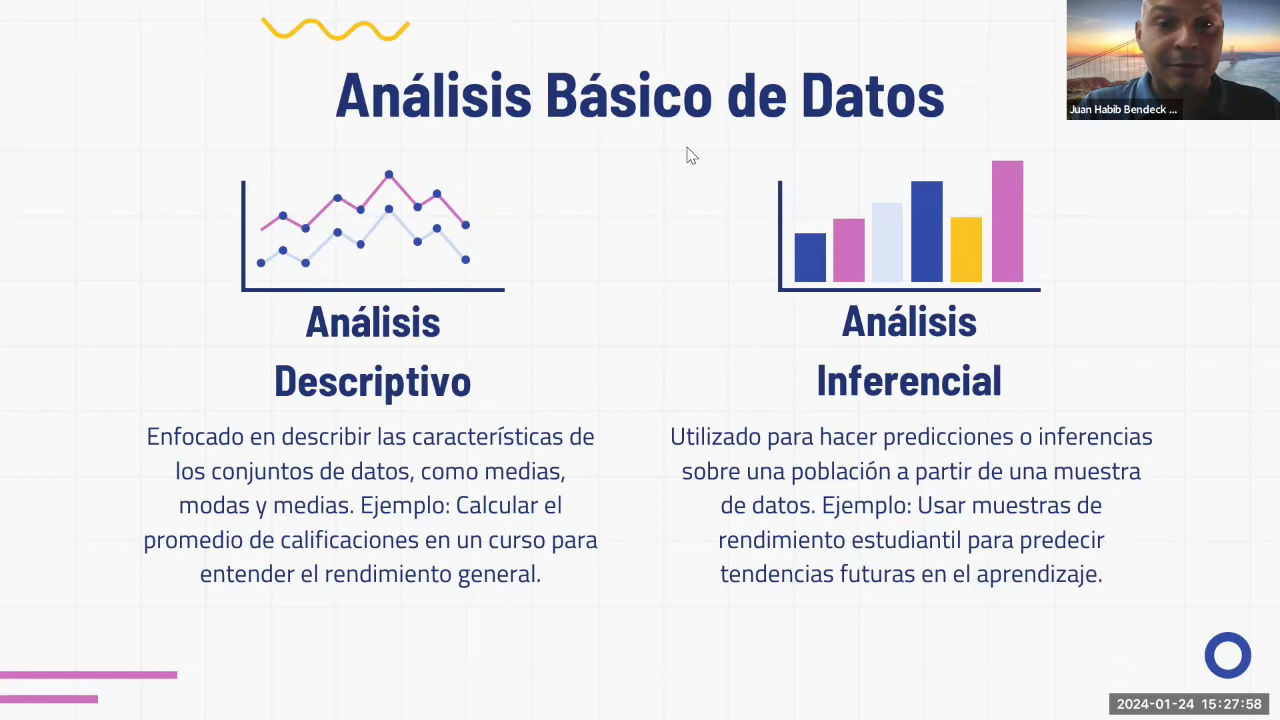 Análisis Básico de Datos
Juan Habib Bendeck ...
Análisis
Descriptivo
Enfocado en describir las características de
los conjuntos de datos, como medias,
modas y medias. Ejemplo: Calcular el
promedio de calificaciones en un curso para
entender el rendimiento general.
Análisis
Inferencial
Utilizado para hacer predicciones o inferencias
sobre una población a partir de una muestra
de datos. Ejemplo: Usar muestras de
rendimiento estudiantil para predecir
tendencias futuras en el aprendizaje.
2024-01-24 15:27:58